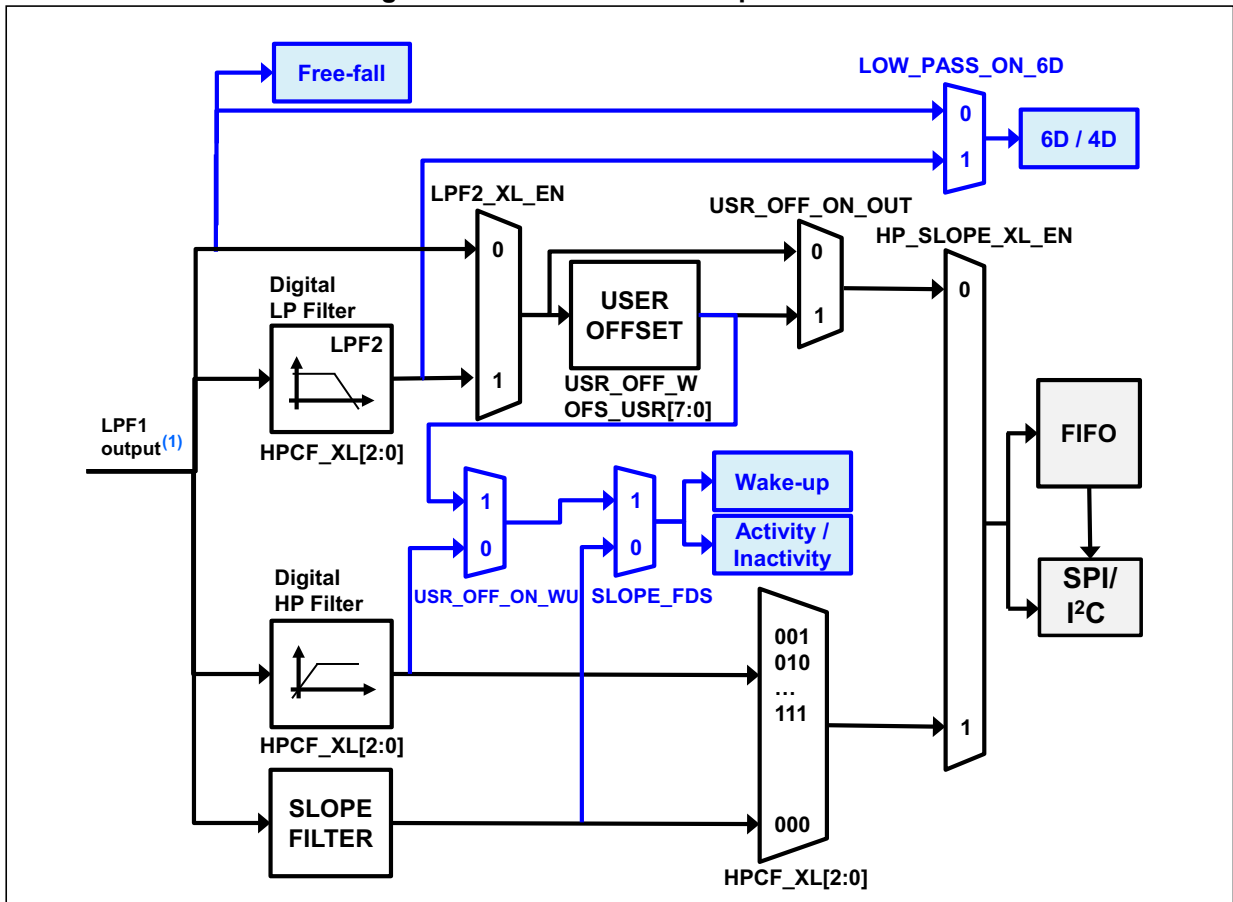 Free-fall
LOW_PASS_ON_6D
0
1
6D / 4D
LPF2_XL_EN
0
1
USR_OFF_ON_OUT
0
1
HP_SLOPE_XL_EN
0
1
Digital
LP Filter
LPF2
HPCF_XL[2:0]
USER
OFFSET
USR_OFF_W
OFS_USR[7:0]
LPF1
output(1)
FIFO
SPI/
I²C
1
0
USR_OFF_ON_WU
1
0
SLOPE_FDS
Wake-up
Activity /
Inactivity
Digital
HP Filter
HPCF_XL[2:0]
SLOPE
FILTER
001
010
...
111
000
HPCF_XL[2:0]